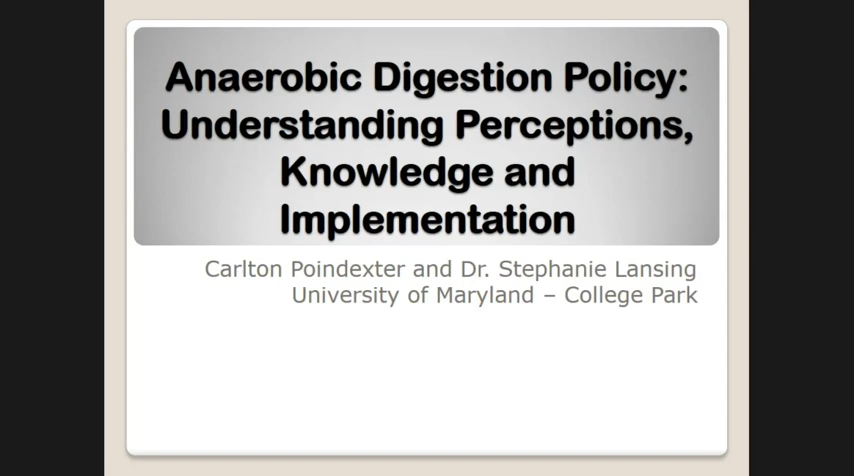 Anaerobic Digestion Policy:
Understanding Perceptions,
Knowledge and
Implementation
Carlton Poindexter and Dr. Stephanie Lansing
University of Maryland – College Park